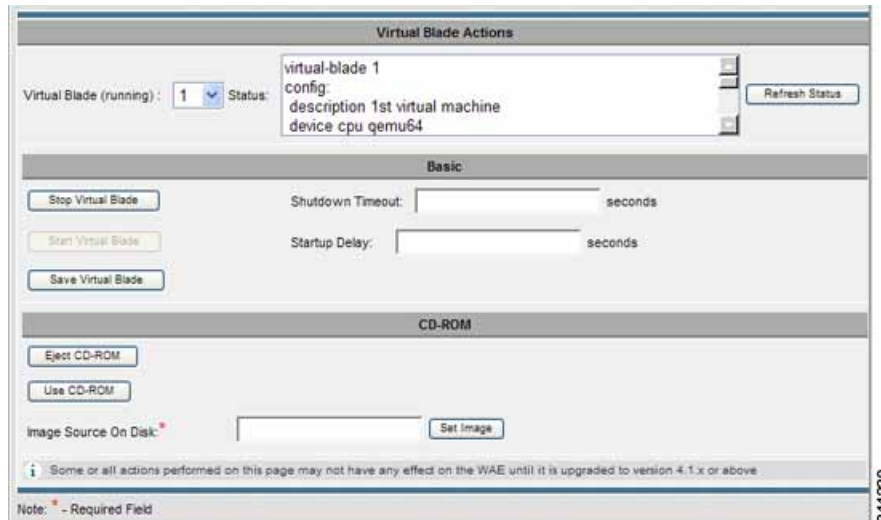 Virtual Blade Actions
Virtual Blade (running) : 1 Status:
virtual-blade 1
config:
description 1st virtual machine
device cpu qemu64
Refresh Status
Basic
Stop Virtual Blade
Shutdown Timeout: seconds
Start Virtual Blade
Startup Delay: seconds
Save Virtual Blade
CD-ROM
Eject CD-ROM
Use CD-ROM
Image Source On Disk:* Set Image
i Some or all actions performed on this page may not have any effect on the WAE until it is upgraded to version 4.1.x or above
Note: * - Required Field